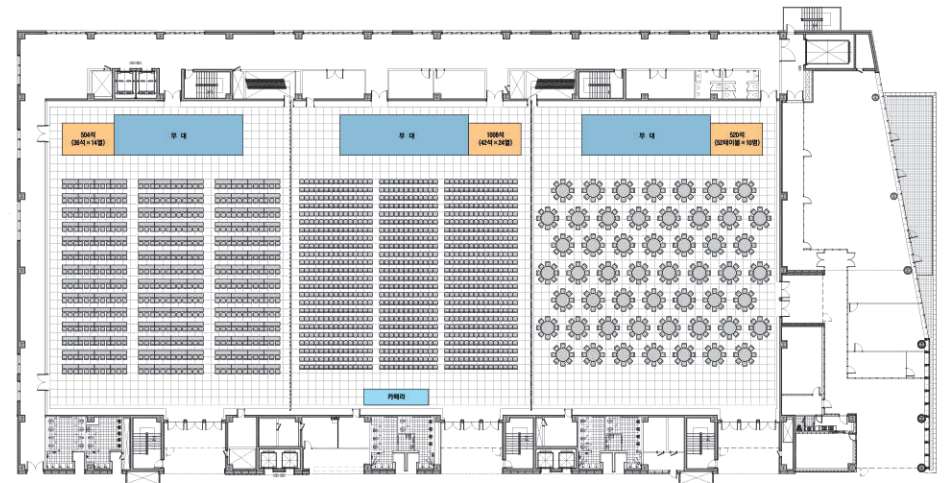 504석
(36석×14열)
무 대
무 대
1008석
(42석×24열)
무 대
520석
(52테이블×10명)
카메라